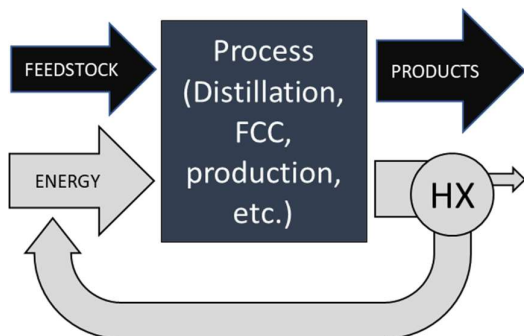 FEEDSTOCK
Process
(Distillation,
FCC,
production,
etc.)
PRODUCTS
ENERGY
HX